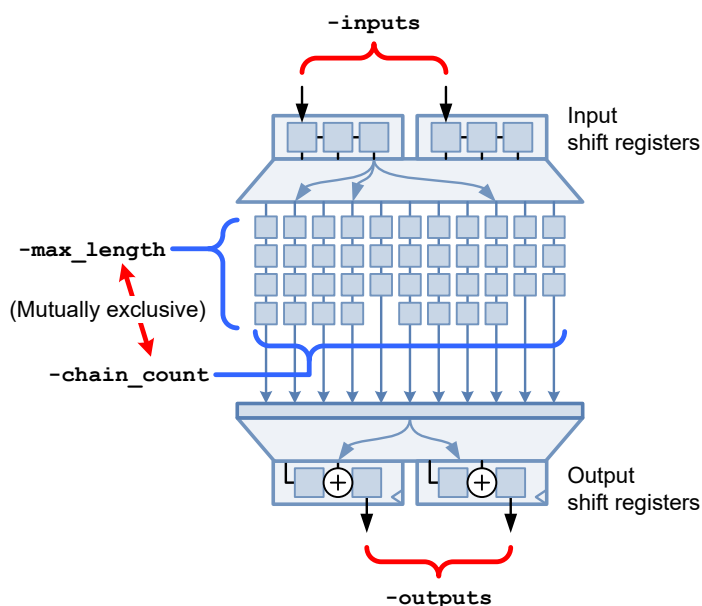 -inputs
Input
shift registers
-max_length
(Mutually exclusive)
-chain_count
Output
shift registers
-outputs